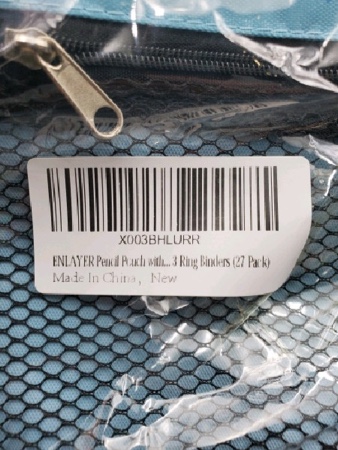 X003BHLURR
ENLAYER Pencil Pouch with... 3 Ring Binders (27 Pack)
Made In China, New